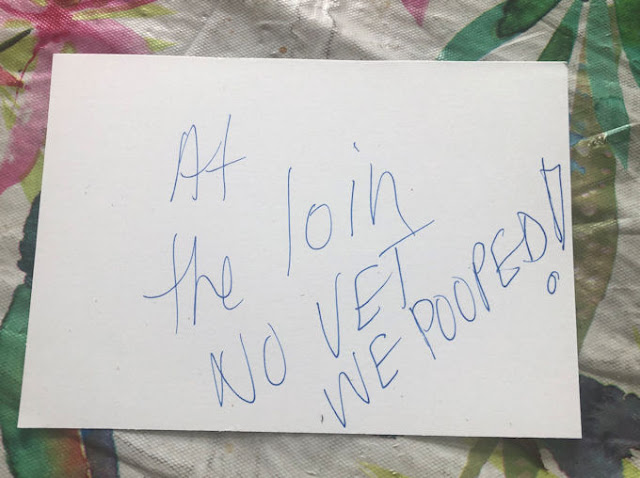 At
the loin
NO VET
WE POOPED!